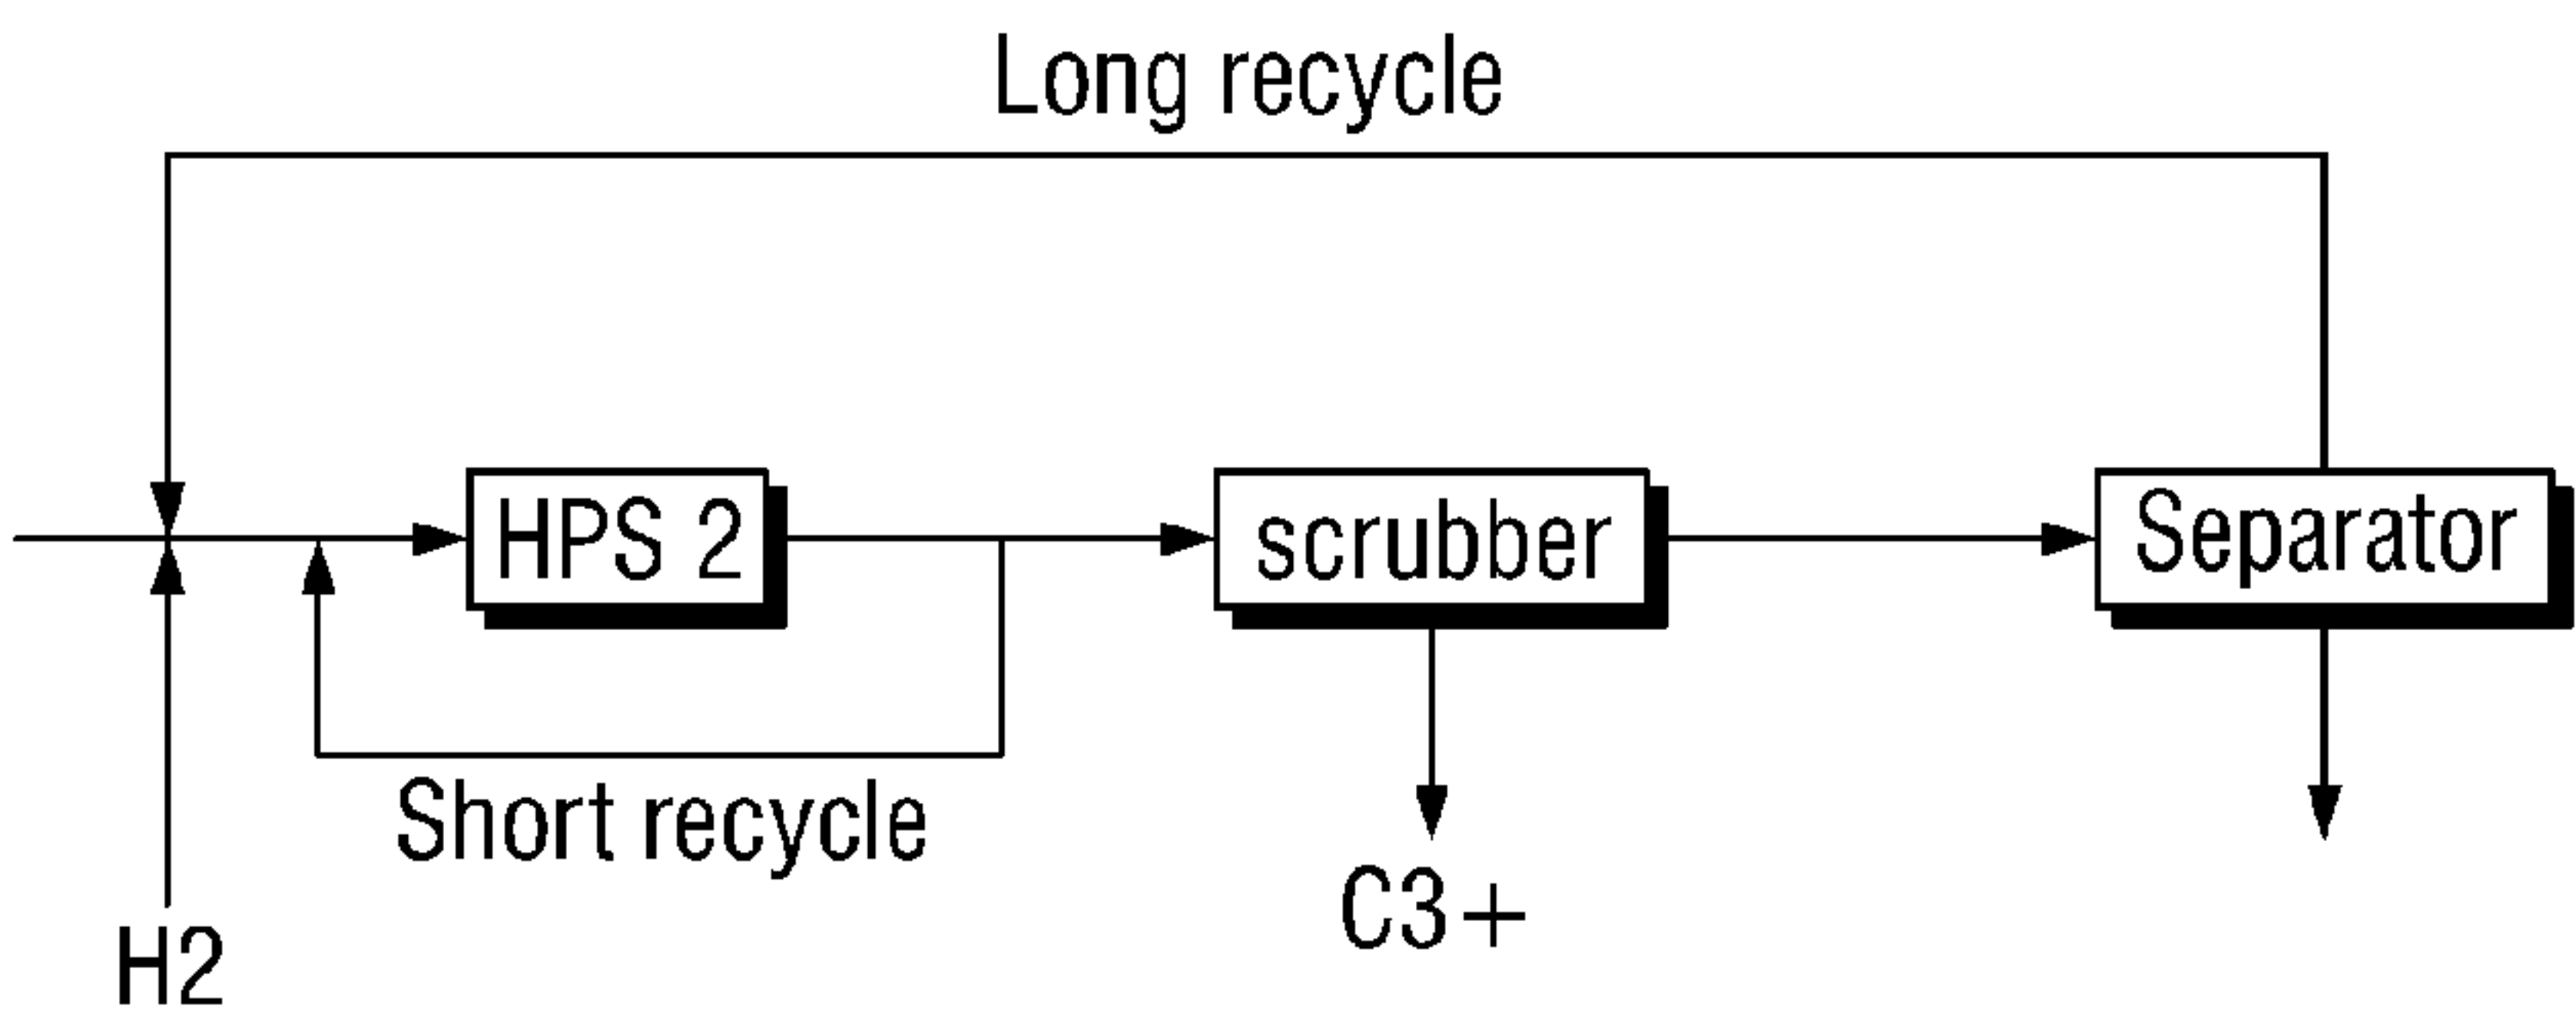 Long recycle
HPS 2
scrubber
Separator
Short recycle
C3+
H2